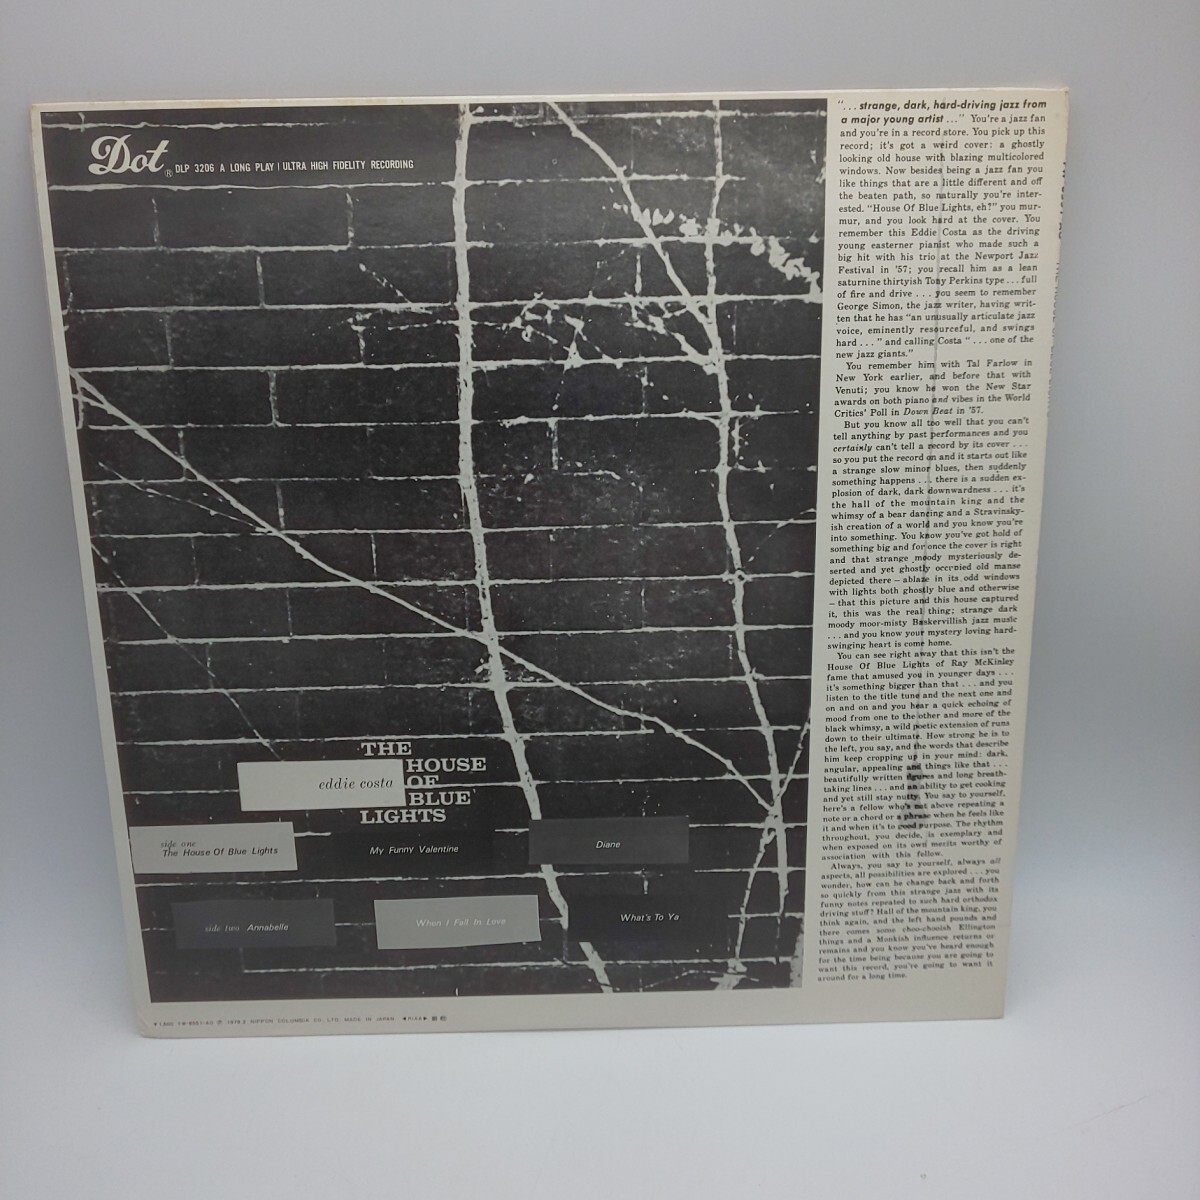 Dot
® DLP 3206 A LONG PLAY | ULTRA HIGH FIDELITY RECORDING
THE
HOUSE
eddie costa OF
BLUE
LIGHTS
side one
The House Of Blue Lights
My Funny Valentine
Diane
side two Annabelle
When I Fall In Love
What's To Ya
NIPPON COLUMBIA CO., LTD. MADE IN JAPAN
"... strange, dark, hard-driving jazz from
a major young artist ..." You're a jazz fan
and you're in a record store. You pick up this
record; it's got a weird cover: a ghostly
looking old house with blazing multicolored
windows. Now besides being a jazz fan you
like things that are a little different and off
the beaten path, so naturally you're inter-
ested. "House Of Blue Lights, eh?" you mur-
mur, and you look hard at the cover. You
remember this Eddie Costa as the driving
young easterner pianist who made such a
big hit with his trio at the Newport Jazz
Festival in '57; you recall him as a lean
saturnine thirtyish Tony Perkins type ... full
of fire and drive ... you seem to remember
George Simon, the jazz writer, having writ-
ten that he has "an unusually articulate jazz
voice, eminently resourceful, and swings
hard ..." and calling Costa " ... one of the
new jazz giants."
You remember him with Tal Farlow in
New York earlier, and before that with
Venuti; you know he won the New Star
awards on both piano and vibes in the World
Critics' Poll in Down Beat in '57.
But you know all too well that you can't
tell anything by past performances and you
certainly can't tell a record by its cover ...
so you put the record on and it starts out like
a strange slow minor blues, then suddenly
something happens ... there is a sudden ex-
plosion of dark, dark downwardness ... it's
the hall of the mountain king and the
whimsy of a bear dancing and a Stravinsky-
ish creation of a world and you know you're
into something. You know you've got hold of
something big and for once the cover is right
and that strange moody mysteriously de-
serted and yet ghostly occupied old manse
depicted there – ablaze in its odd windows
with lights both ghostly blue and otherwise
– that this picture and this house captured
it, this was the real thing; strange dark
moody moor-misty Baskervillish jazz music
... and you know your mystery loving hard-
swinging heart is come home.
You can see right away that this isn't the
House Of Blue Lights of Ray McKinley
fame that amused you in younger days ...
it's something bigger than that ... and you
listen to the title tune and the next one and
on and on and you hear a quick echoing of
mood from one to the other and more of the
black whimsy, a wild poetic extension of runs
down to their ultimate. How strong he is to
the left, you say, and the words that describe
him keep cropping up in your mind: dark,
angular, appealing and things like that ...
beautifully written figures and long breath-
taking lines ... and an ability to get cooking
and yet still stay nutty. You say to yourself,
here's a fellow who's not above repeating a
note or a chord or a phrase when he feels like
it and when it's to good purpose. The rhythm
throughout, you decide, is exemplary and
when exposed on its own merits worthy of
association with this fellow.
Always, you say to yourself, always all
aspects, all possibilities are explored ... you
wonder, how can he change back and forth
so quickly from this strange jazz with its
funny notes repeated to such hard orthodox
driving stuff? Hall of the mountain king, you
think again, and the left hand pounds and
there comes some choo-chooish Ellington
things and a Monkish influence returns or
remains and you know you've heard enough
for the time being because you are going to
want this record, you're going to want it
around for a long time.